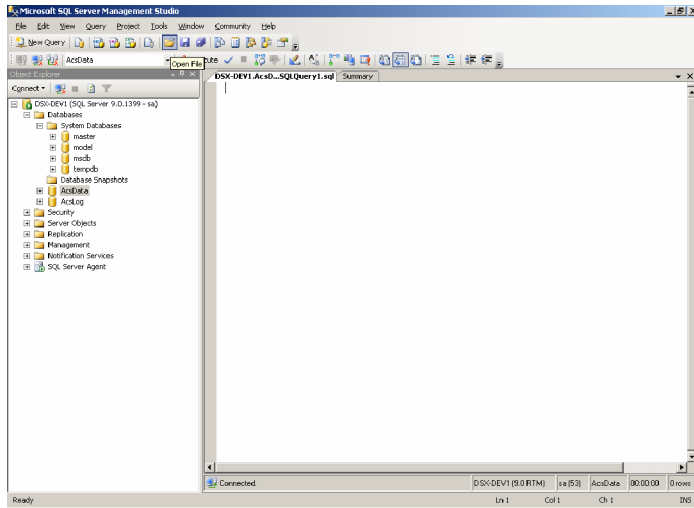 Microsoft SQL Server Management Studio
File Edit View Query Project Tools Window Community Help
New Query
AcsData
Open File
cute
Object Explorer
Connect
DSX-DEV1 (SQL Server 9.0.1399 - sa)
Databases
System Databases
master
model
msdb
tempdb
Database Snapshots
AcsData
AcsLog
Security
Server Objects
Replication
Management
Notification Services
SQL Server Agent
DSX-DEV1.AcsD...SQLQuery1.sql Summary
Connected. DSX-DEV1 (9.0 RTM) sa (53) AcsData 00:00:00 0 rows
Ready Ln 1 Col 1 Ch 1 INS